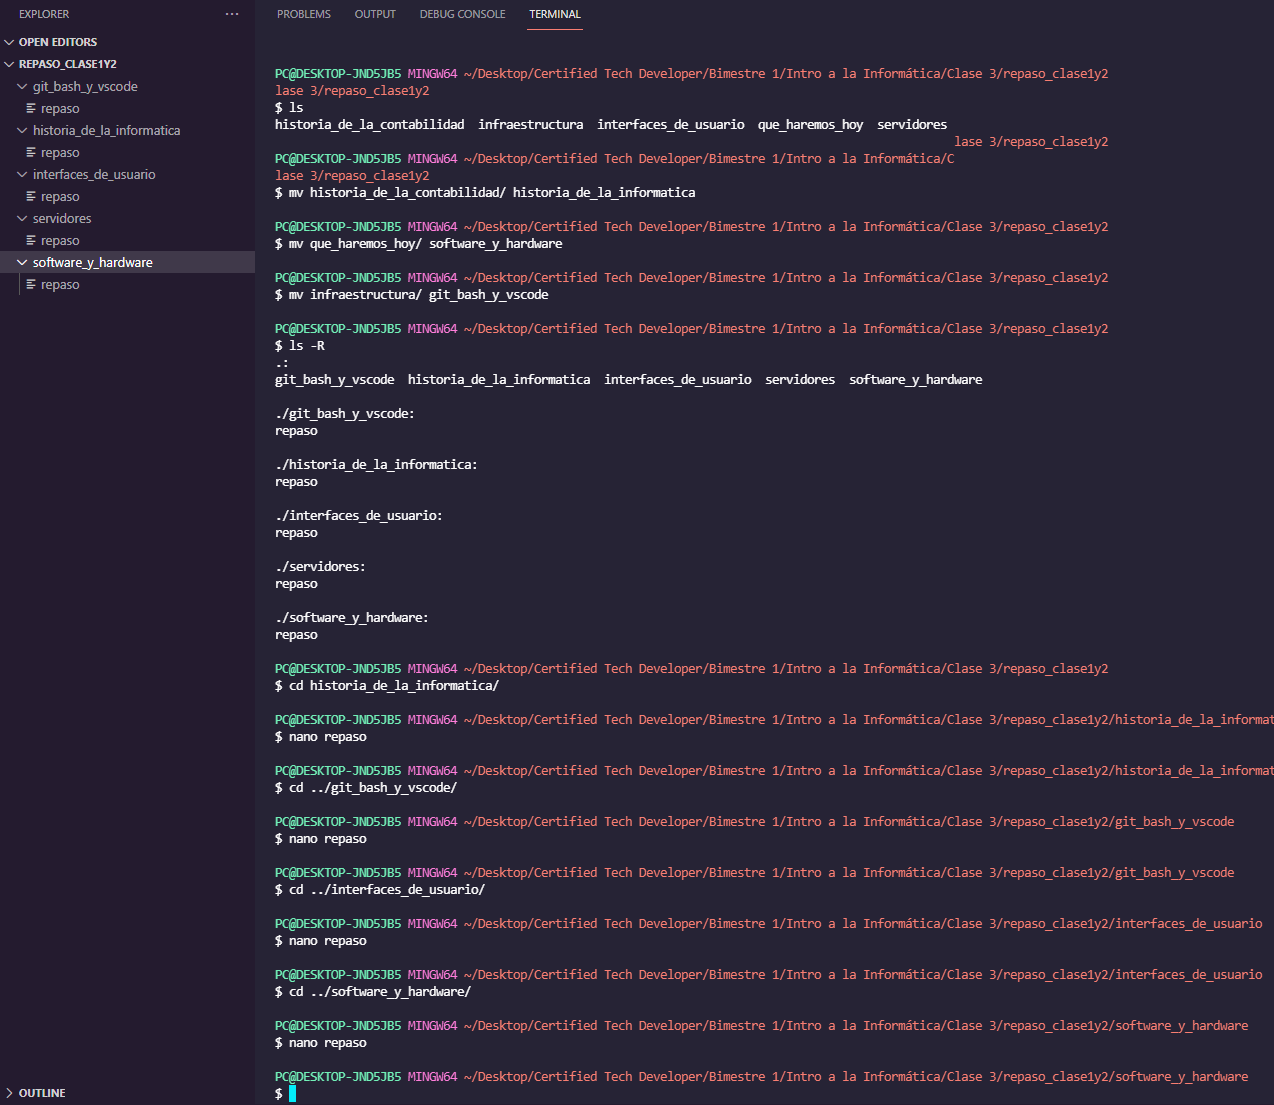 EXPLORER
···
OPEN EDITORS
REPASO_CLASE1Y2
git_bash_y_vscode
repaso
historia_de_la_informatica
repaso
interfaces_de_usuario
repaso
servidores
repaso
software_y_hardware
repaso
OUTLINE
PROBLEMS OUTPUT DEBUG CONSOLE TERMINAL
PC@DESKTOP-JND5JB5 MINGW64 ~/Desktop/Certified Tech Developer/Bimestre 1/Intro a la Informática/Clase 3/repaso_clase1y2
lase 3/repaso_clase1y2
$ ls
historia_de_la_contabilidad infraestructura interfaces_de_usuario que_haremos_hoy servidores
lase 3/repaso_clase1y2
PC@DESKTOP-JND5JB5 MINGW64 ~/Desktop/Certified Tech Developer/Bimestre 1/Intro a la Informática/C
lase 3/repaso_clase1y2
$ mv historia_de_la_contabilidad/ historia_de_la_informatica
PC@DESKTOP-JND5JB5 MINGW64 ~/Desktop/Certified Tech Developer/Bimestre 1/Intro a la Informática/Clase 3/repaso_clase1y2
$ mv que_haremos_hoy/ software_y_hardware
PC@DESKTOP-JND5JB5 MINGW64 ~/Desktop/Certified Tech Developer/Bimestre 1/Intro a la Informática/Clase 3/repaso_clase1y2
$ mv infraestructura/ git_bash_y_vscode
PC@DESKTOP-JND5JB5 MINGW64 ~/Desktop/Certified Tech Developer/Bimestre 1/Intro a la Informática/Clase 3/repaso_clase1y2
$ ls -R
.:
git_bash_y_vscode historia_de_la_informatica interfaces_de_usuario servidores software_y_hardware
./git_bash_y_vscode:
repaso
./historia_de_la_informatica:
repaso
./interfaces_de_usuario:
repaso
./servidores:
repaso
./software_y_hardware:
repaso
PC@DESKTOP-JND5JB5 MINGW64 ~/Desktop/Certified Tech Developer/Bimestre 1/Intro a la Informática/Clase 3/repaso_clase1y2
$ cd historia_de_la_informatica/
PC@DESKTOP-JND5JB5 MINGW64 ~/Desktop/Certified Tech Developer/Bimestre 1/Intro a la Informática/Clase 3/repaso_clase1y2/historia_de_la_informat
$ nano repaso
PC@DESKTOP-JND5JB5 MINGW64 ~/Desktop/Certified Tech Developer/Bimestre 1/Intro a la Informática/Clase 3/repaso_clase1y2/historia_de_la_informat
$ cd ../git_bash_y_vscode/
PC@DESKTOP-JND5JB5 MINGW64 ~/Desktop/Certified Tech Developer/Bimestre 1/Intro a la Informática/Clase 3/repaso_clase1y2/git_bash_y_vscode
$ nano repaso
PC@DESKTOP-JND5JB5 MINGW64 ~/Desktop/Certified Tech Developer/Bimestre 1/Intro a la Informática/Clase 3/repaso_clase1y2/git_bash_y_vscode
$ cd ../interfaces_de_usuario/
PC@DESKTOP-JND5JB5 MINGW64 ~/Desktop/Certified Tech Developer/Bimestre 1/Intro a la Informática/Clase 3/repaso_clase1y2/interfaces_de_usuario
$ nano repaso
PC@DESKTOP-JND5JB5 MINGW64 ~/Desktop/Certified Tech Developer/Bimestre 1/Intro a la Informática/Clase 3/repaso_clase1y2/interfaces_de_usuario
$ cd ../software_y_hardware/
PC@DESKTOP-JND5JB5 MINGW64 ~/Desktop/Certified Tech Developer/Bimestre 1/Intro a la Informática/Clase 3/repaso_clase1y2/software_y_hardware
$ nano repaso
PC@DESKTOP-JND5JB5 MINGW64 ~/Desktop/Certified Tech Developer/Bimestre 1/Intro a la Informática/Clase 3/repaso_clase1y2/software_y_hardware
$